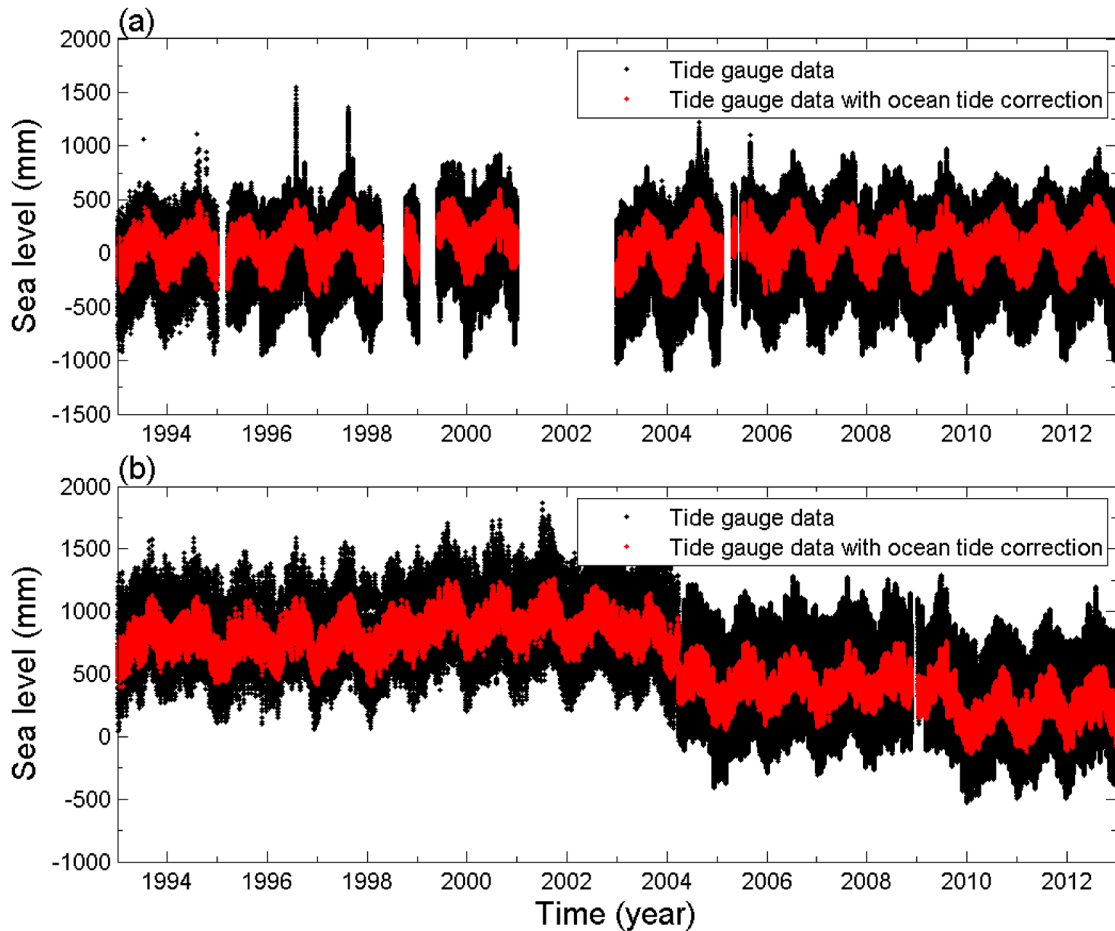 (a)
2000
1500
1000
500
0
-500
-1000
-1500
Sea level (mm)
Tide gauge data
Tide gauge data with ocean tide correction
1994 1996 1998 2000 2002 2004 2006 2008 2010 2012
(b)
2000
1500
1000
500
0
-500
-1000
Sea level (mm)
Tide gauge data
Tide gauge data with ocean tide correction
1994 1996 1998 2000 2002 2004 2006 2008 2010 2012
Time (year)